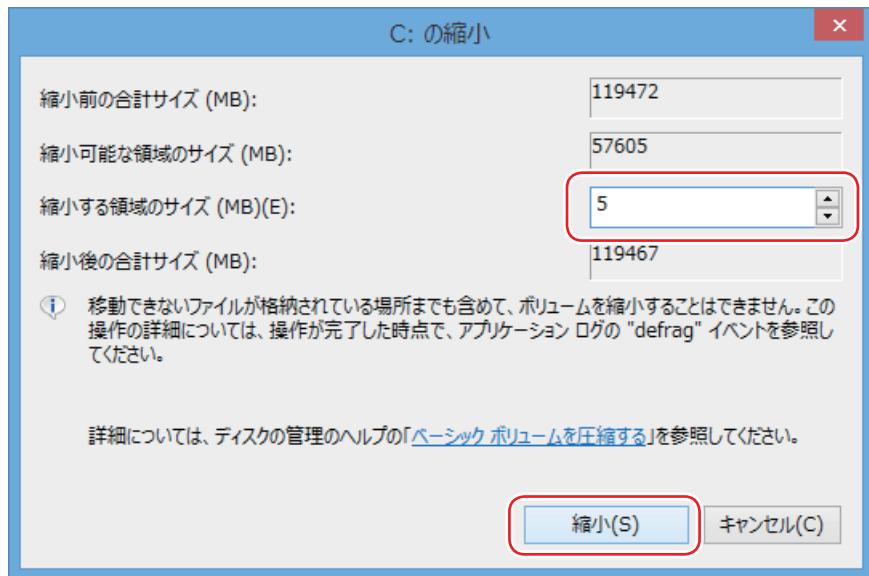 C: の縮小
縮小前の合計サイズ (MB): 119472
縮小可能な領域のサイズ (MB): 57605
縮小する領域のサイズ (MB)(E): 5
縮小後の合計サイズ (MB): 119467
移動できないファイルが格納されている場所までも含めて、ボリュームを縮小することはできません。この
操作の詳細については、操作が完了した時点で、アプリケーション ログの "defrag" イベントを参照し
てください。
詳細については、ディスクの管理のヘルプの「ベーシック ボリュームを圧縮する」を参照してください。
縮小(S) キャンセル(C)